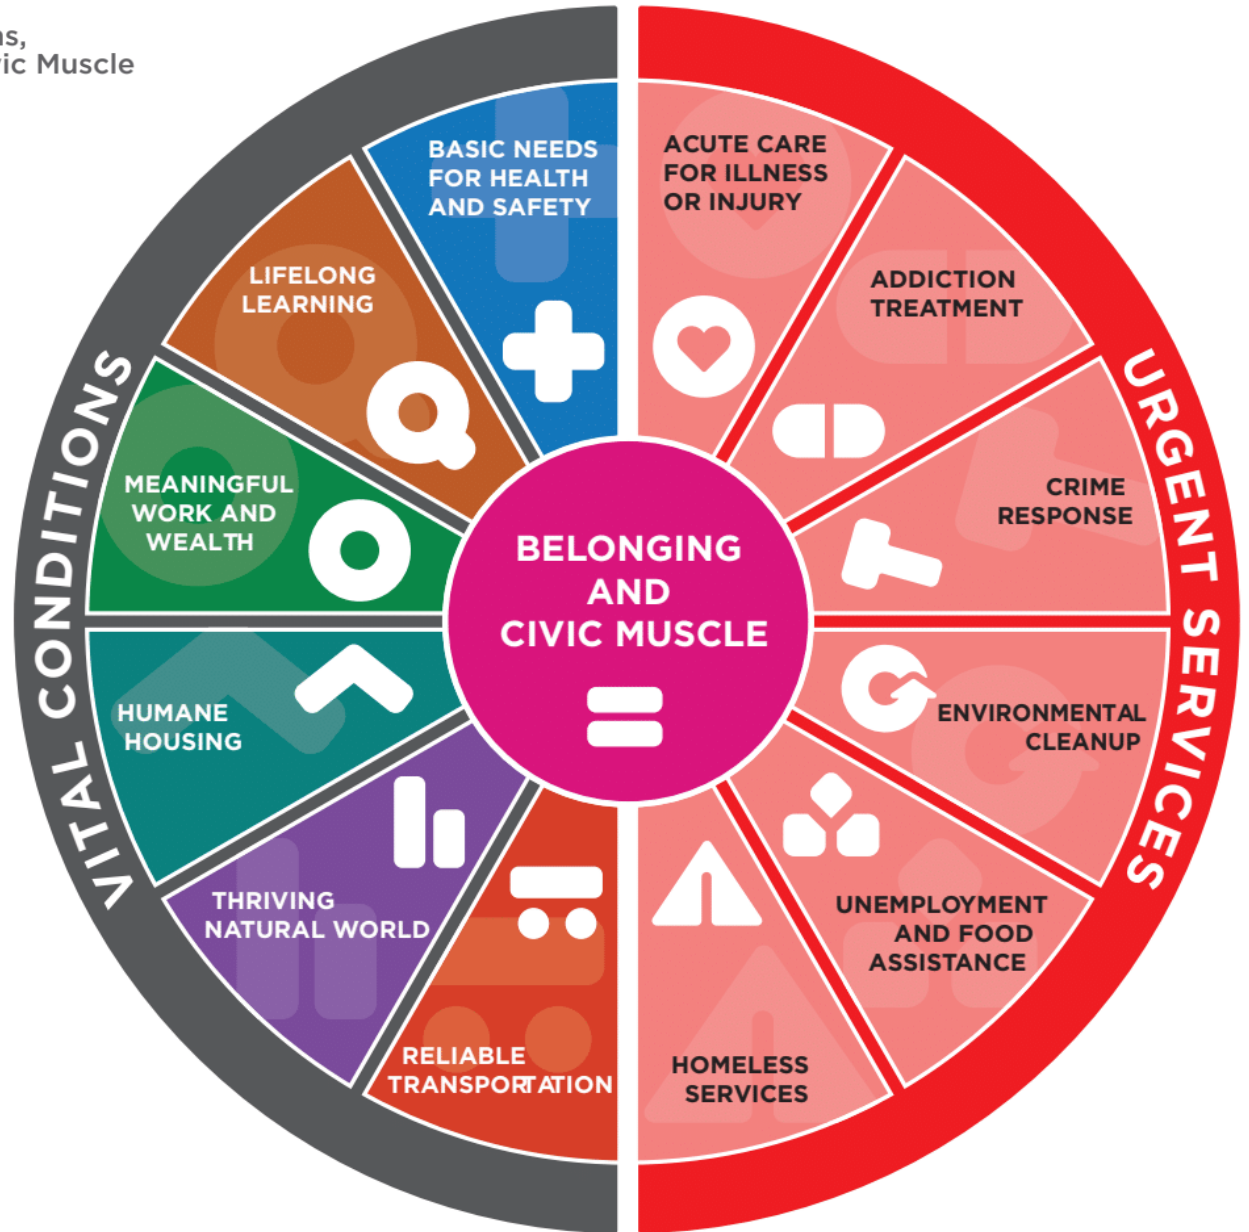 Muscle
BASIC NEEDS
FOR HEALTH
AND SAFETY
ACUTE CARE
FOR ILLNESS
OR INJURY
LIFELONG
LEARNING
ADDICTION
TREATMENT
MEANINGFUL
WORK AND
WEALTH
CRIME
RESPONSE
BELONGING
AND
CIVIC MUSCLE
VITAL CONDITIONS
URGENT SERVICES
HUMANE
HOUSING
ENVIRONMENTAL
CLEANUP
THRIVING
NATURAL WORLD
UNEMPLOYMENT
AND FOOD
ASSISTANCE
RELIABLE
TRANSPORTATION
HOMELESS
SERVICES